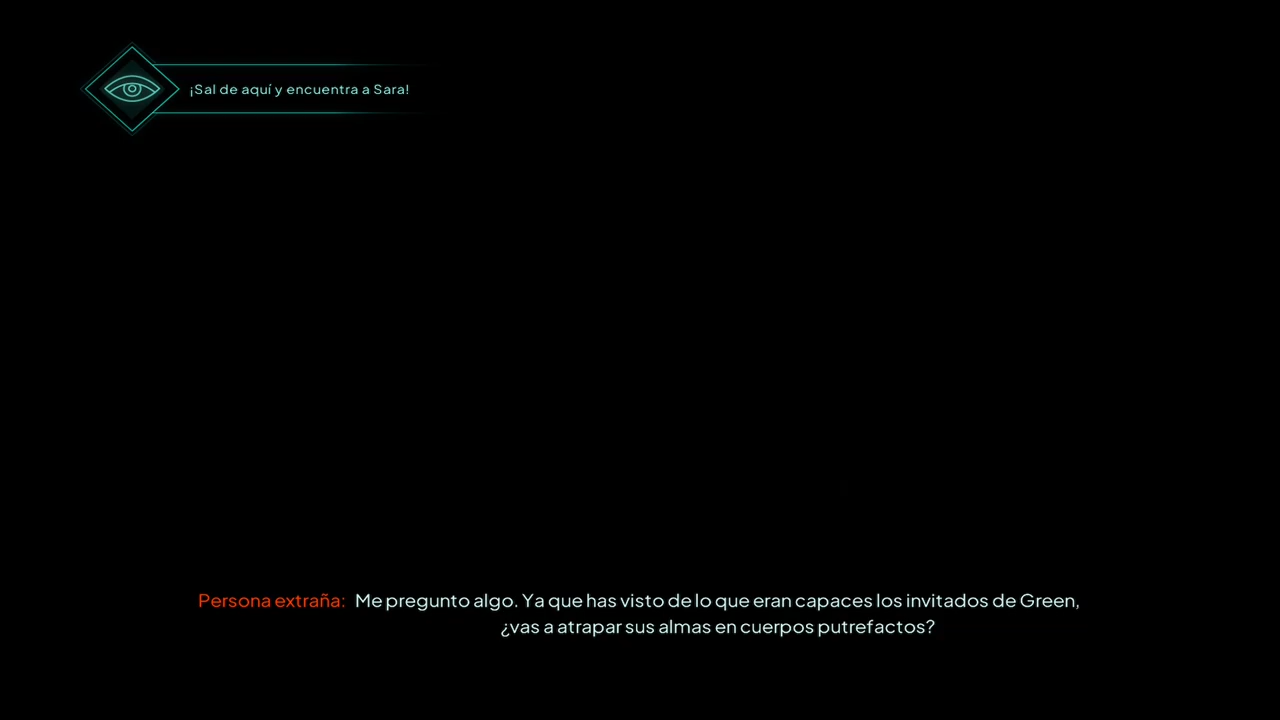 ¡Sal de aquí y encuentra a Sara!
Persona extraña: Me pregunto algo. Ya que has visto de lo que eran capaces los invitados de Green,
¿vas a atrapar sus almas en cuerpos putrefactos?